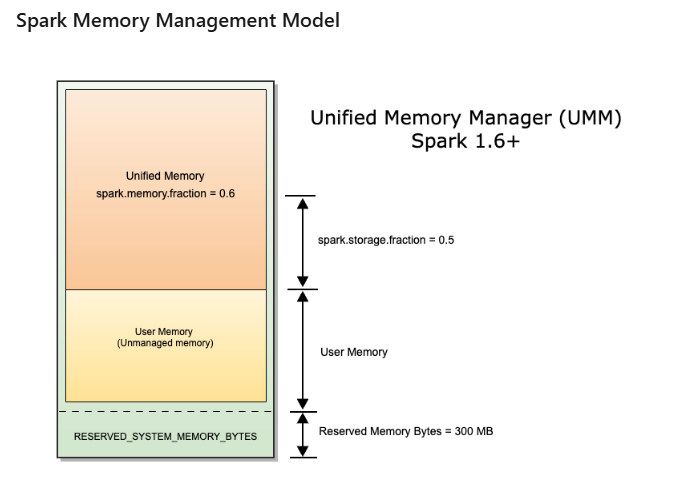 Spark Memory Management Model
Unified Memory Manager (UMM)
Spark 1.6+
Unified Memory
spark.memory.fraction = 0.6
spark.storage.fraction = 0.5
User Memory
(Unmanaged memory)
User Memory
RESERVED_SYSTEM_MEMORY_BYTES
Reserved Memory Bytes = 300 MB